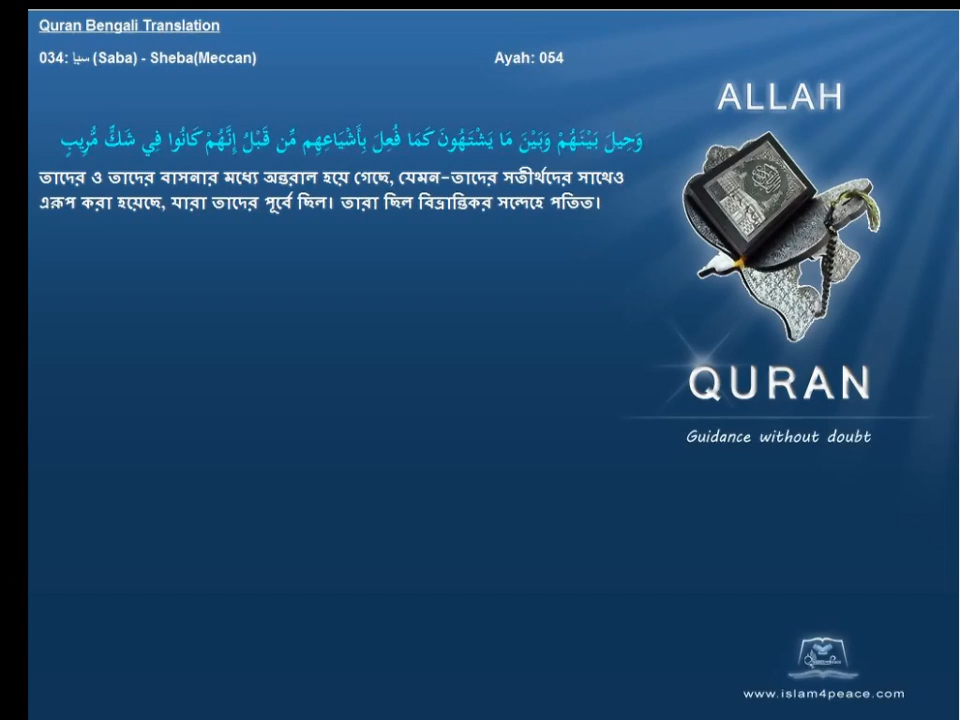 Quran Bengali Translation
034: سبأ (Saba) - Sheba(Meccan) Ayah: 054
ALLAH
وَحِيلَ بَيْنَهُمْ وَبَيْنَ مَا يَشْتَهُونَ كَمَا فُعِلَ بِأَشْيَاعِهِم مِّن قَبْلُ إِنَّهُمْ كَانُوا فِي شَكٍّ مُّرِيبٍ
তাদের ও তাদের বাসনার মধ্যে অন্তরাল হয়ে গেছে, যেমন-তাদের সতীর্থদের সাথেও
এরূপ করা হয়েছে, যারা তাদের পূর্বে ছিল। তারা ছিল বিভ্রান্তিকর সন্দেহে পতিত।
QURAN
Guidance without doubt
www.islam4peace.com